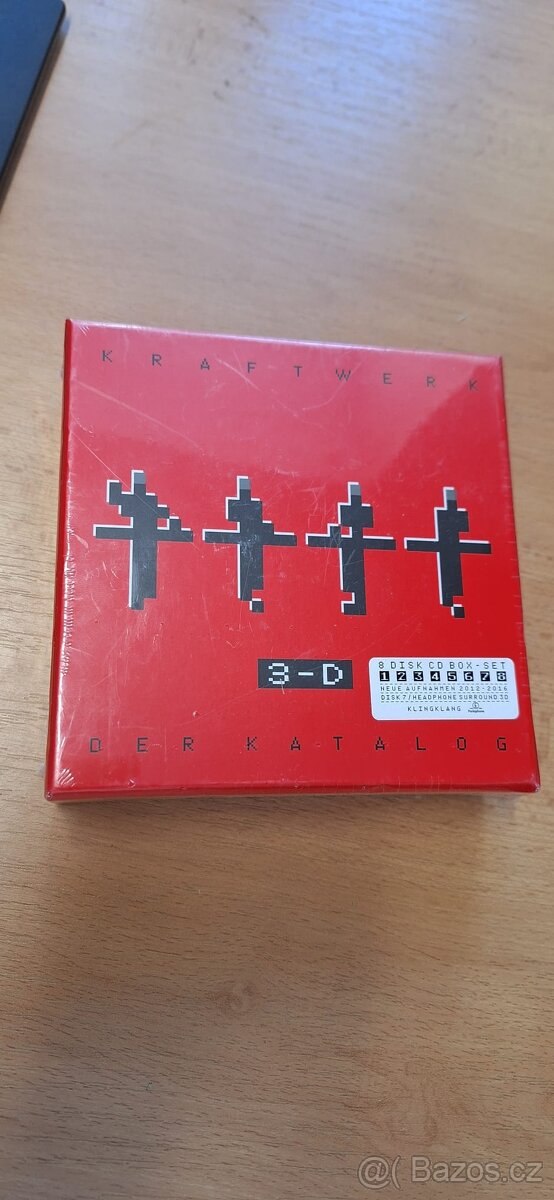 KRAFTWERK
3-D
8 DISK CD BOX-SET
1 2 3 4 5 6 7 8
NEUE AUFNAHMEN 2012-2016
DISK 7/HEADPHONE SURROUND 3D
KLINGKLANG Parlophone
DER KATALOG
@( Bazos.cz